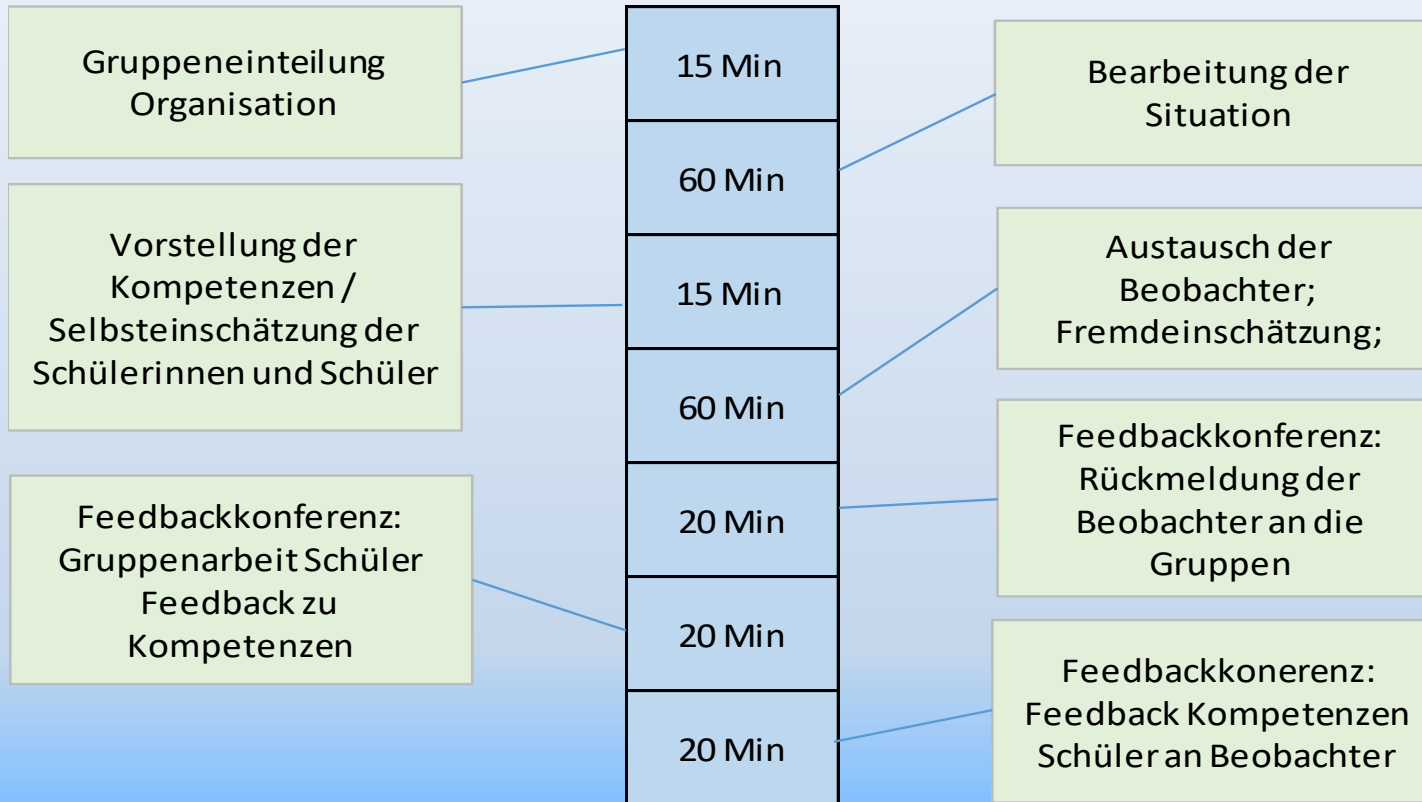 Gruppeneinteilung
Organisation
15 Min
Bearbeitung der
Situation
60 Min
Vorstellung der
Kompetenzen /
Selbsteinschätzung der
Schülerinnen und Schüler
15 Min
Austausch der
Beobachter;
Fremdeinschätzung;
60 Min
Feedbackkonferenz:
Rückmeldung der
Beobachter an die
Gruppen
20 Min
Feedbackkonferenz:
Gruppenarbeit Schüler
Feedback zu
Kompetenzen
20 Min
Feedbackkonerenz:
Feedback Kompetenzen
Schüler an Beobachter
20 Min